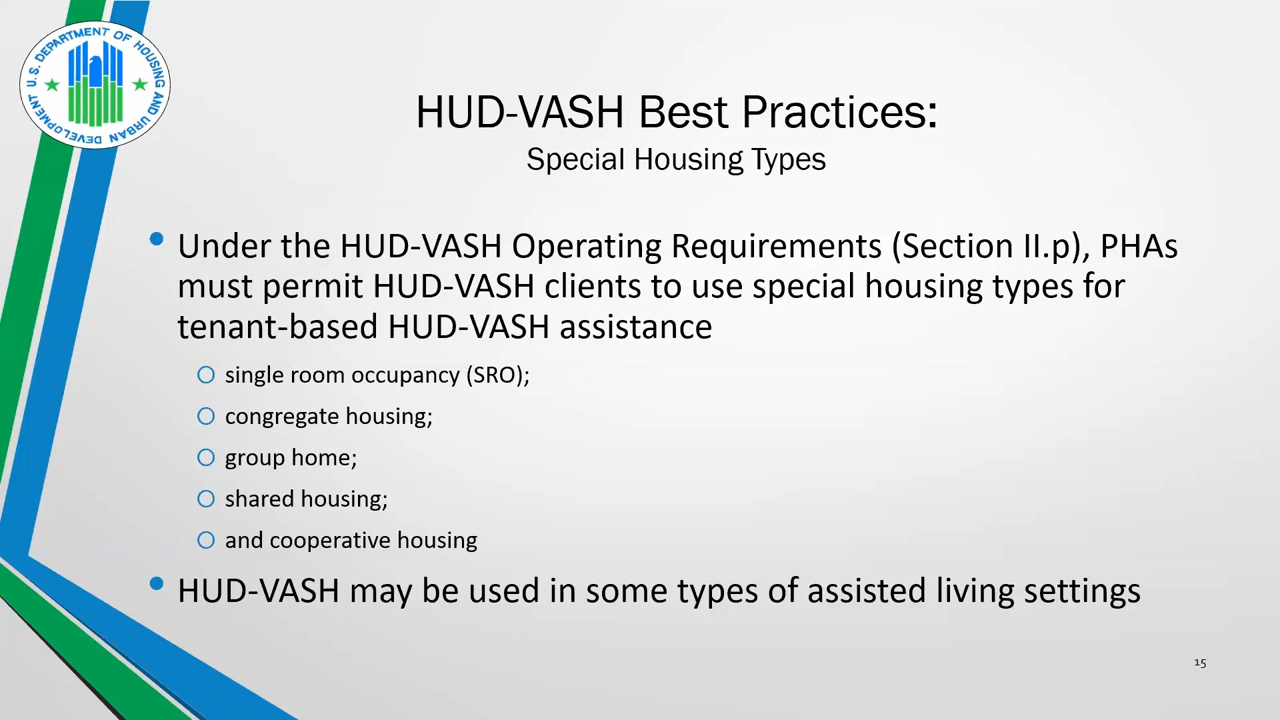 U.S. DEPARTMENT OF HOUSING AND URBAN DEVELOPMENT
HUD-VASH Best Practices:
Special Housing Types
• Under the HUD-VASH Operating Requirements (Section II.p), PHAs
must permit HUD-VASH clients to use special housing types for
tenant-based HUD-VASH assistance
○ single room occupancy (SRO);
○ congregate housing;
○ group home;
○ shared housing;
○ and cooperative housing
• HUD-VASH may be used in some types of assisted living settings
15